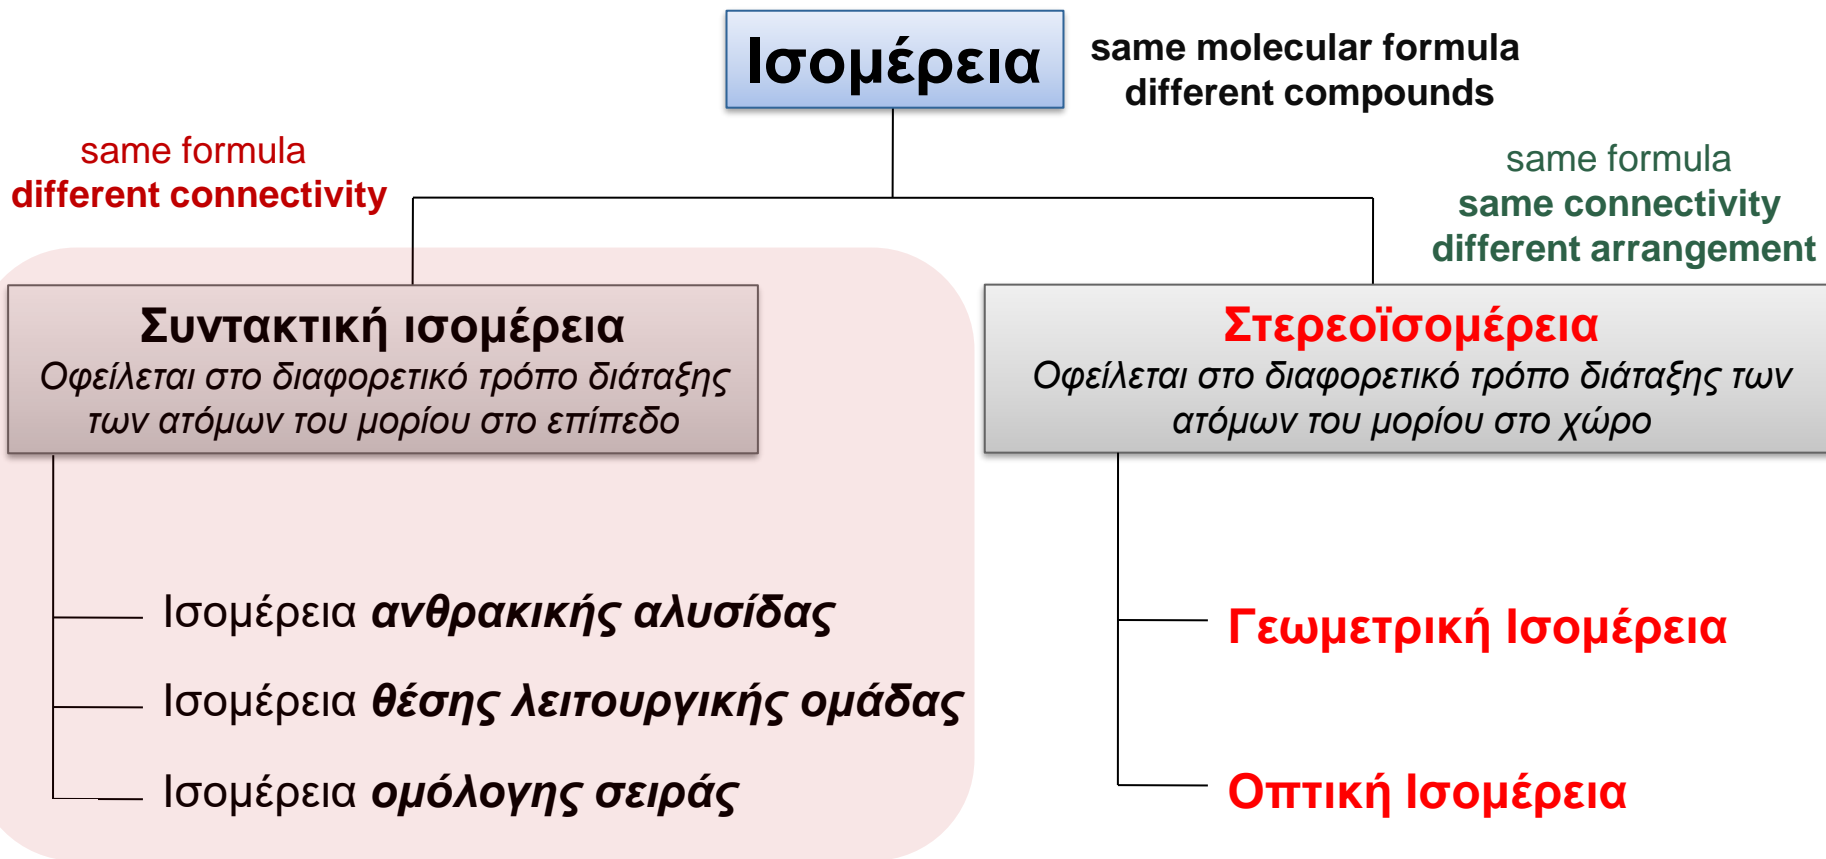 Ισομέρεια
same molecular formula
different compounds
same formula
different connectivity
same formula
same connectivity
different arrangement
Συντακτική ισομέρεια
Οφείλεται στο διαφορετικό τρόπο διάταξης
των ατόμων του μορίου στο επίπεδο
Στερεοϊσομέρεια
Οφείλεται στο διαφορετικό τρόπο διάταξης των
ατόμων του μορίου στο χώρο
Ισομέρεια ανθρακικής αλυσίδας
Ισομέρεια θέσης λειτουργικής ομάδας
Ισομέρεια ομόλογης σειράς
Γεωμετρική Ισομέρεια
Οπτική Ισομέρεια